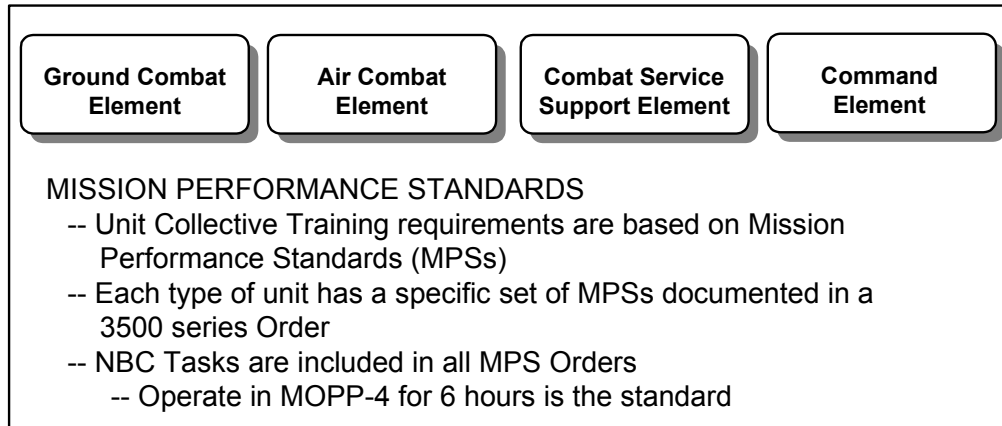 Ground Combat
Element
Air Combat
Element
Combat Service
Support Element
Command
Element
MISSION PERFORMANCE STANDARDS
-- Unit Collective Training requirements are based on Mission
Performance Standards (MPSs)
-- Each type of unit has a specific set of MPSs documented in a
3500 series Order
-- NBC Tasks are included in all MPS Orders
-- Operate in MOPP-4 for 6 hours is the standard